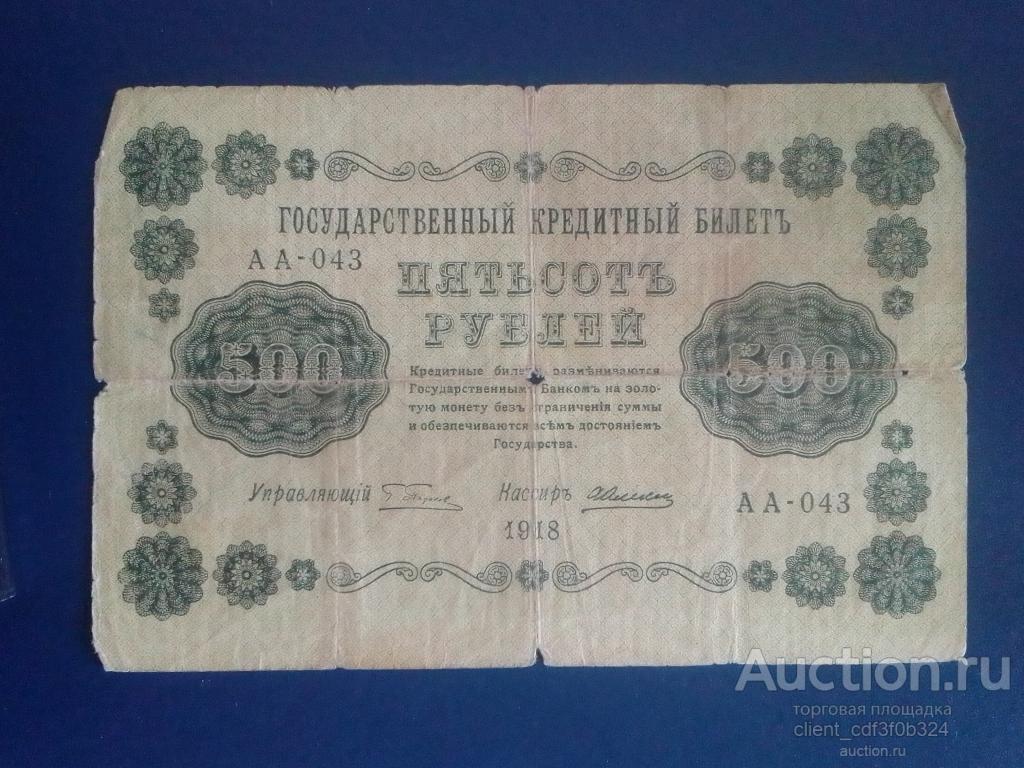 ГОСУДАРСТВЕННЫЙ КРЕДИТНЫЙ БИЛЕТЪ
АА-043
ПЯТЬСОТЪ
РУБЛЕЙ
500
500
Кредитные билеты размѣниваются
Государственнымъ Банкомъ на золо-
тую монету безъ ограниченія суммы
и обезпечиваются всѣмъ достояніемъ
Государства.
Управляющій
Кассиръ
АА-043
1918
Auction.ru
торговая площадка
client_cdf3f0b324
auction.ru